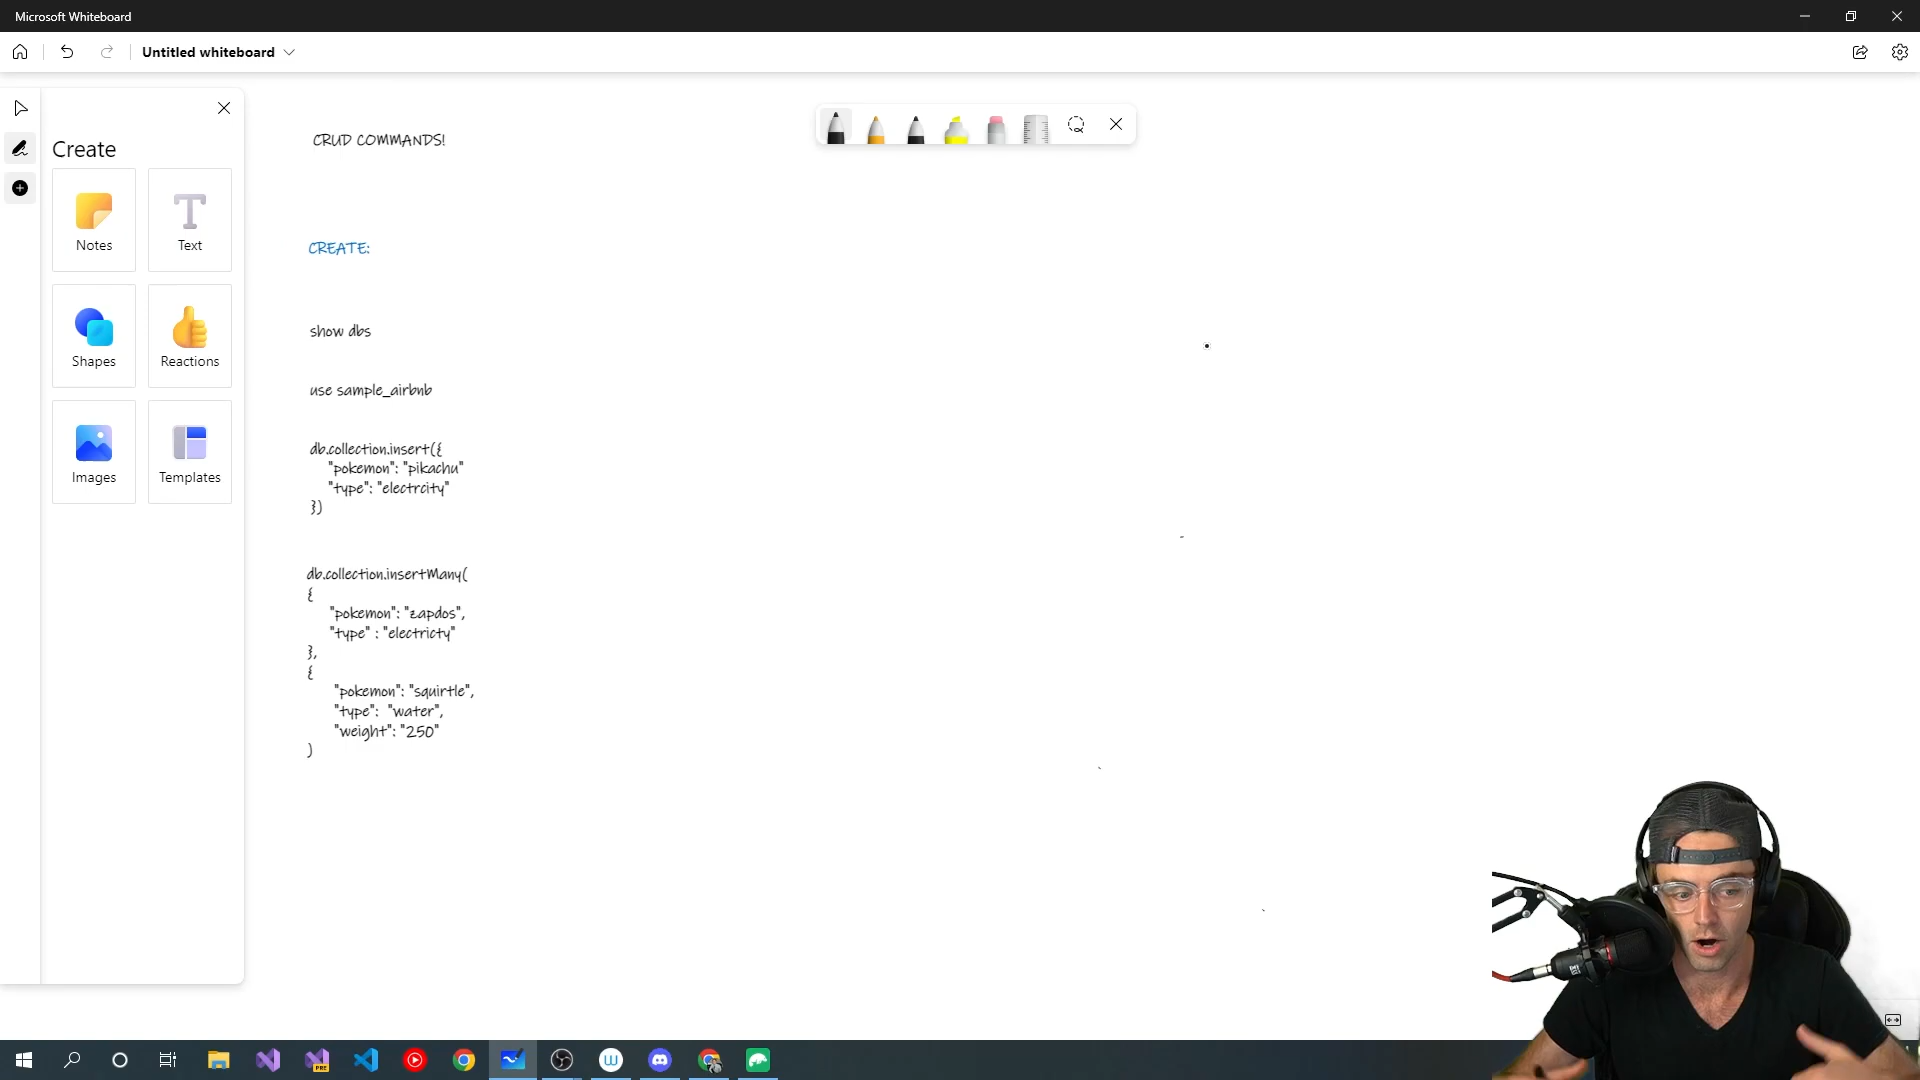 Microsoft Whiteboard
Untitled whiteboard
Create
Notes
Text
Shapes
Reactions
Images
Templates
CRUD COMMANDS!
CREATE:
show dbs
use sample_airbnb
db.collection.insert({
"pokemon": "pikachu"
"type": "electrcity"
})
db.collection.insertMany(
{
"pokemon": "zapdos",
"type" : "electricty"
},
{
"pokemon": "squirtle",
"type": "water",
"weight": "250"
)
PRE
W